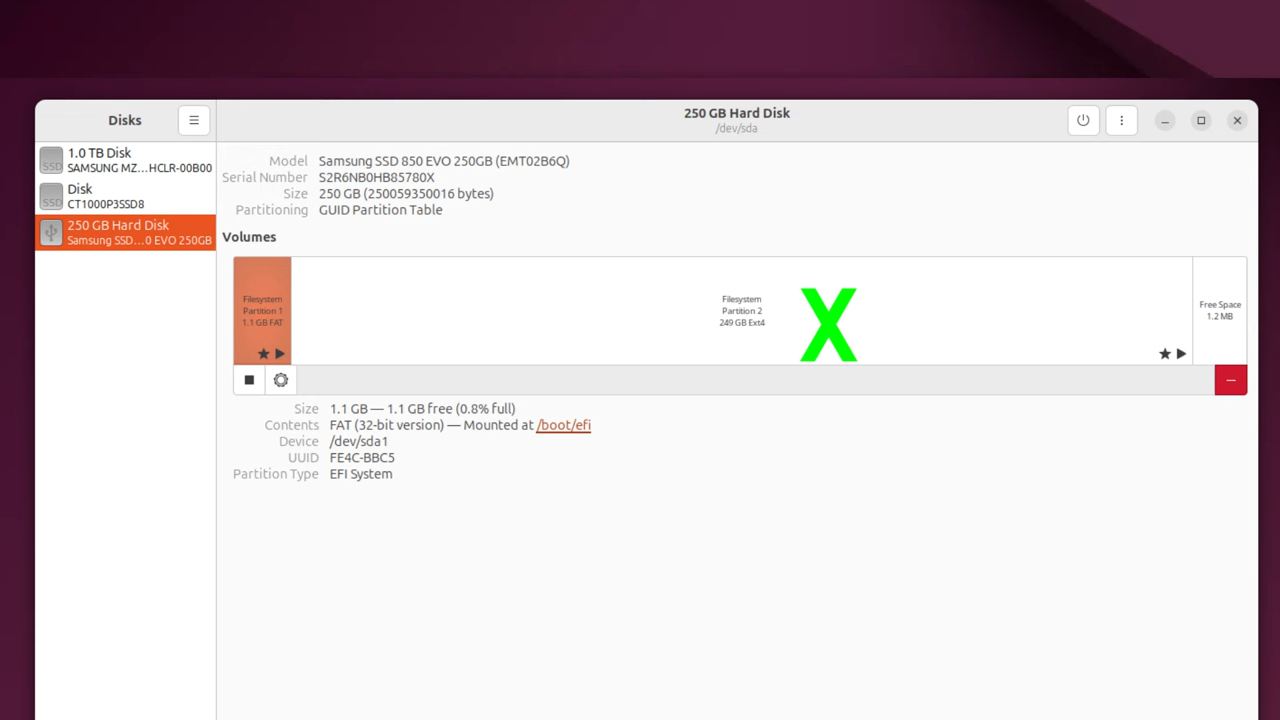 Disks
250 GB Hard Disk
/dev/sda
1.0 TB Disk
SAMSUNG MZ...HCLR-00B00
Disk
CT1000P3SSD8
250 GB Hard Disk
Samsung SSD...0 EVO 250GB
SSD
SSD
Model Samsung SSD 850 EVO 250GB (EMT02B6Q)
Serial Number S2R6NB0HB85780X
Size 250 GB (250059350016 bytes)
Partitioning GUID Partition Table
Volumes
Filesystem
Partition 1
1.1 GB FAT
Filesystem
Partition 2
249 GB Ext4
X
Free Space
1.2 MB
Size 1.1 GB — 1.1 GB free (0.8% full)
Contents FAT (32-bit version) — Mounted at /boot/efi
Device /dev/sda1
UUID FE4C-BBC5
Partition Type EFI System